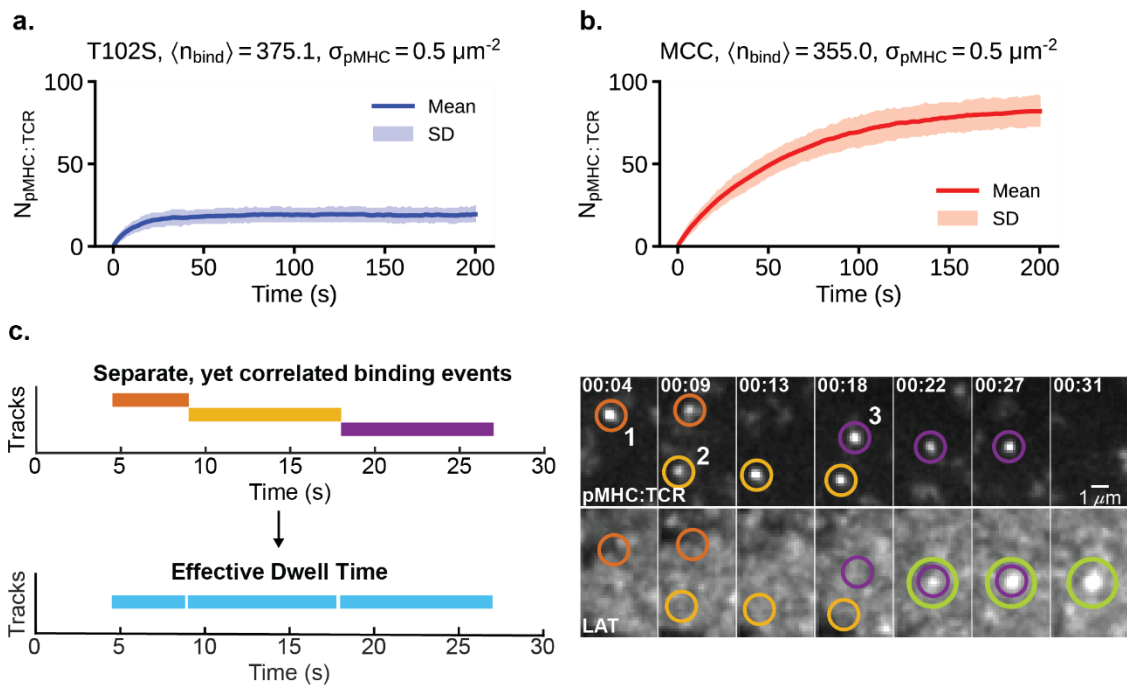 a.
T102S, ⟨n_bind⟩ = 375.1, σ_pMHC = 0.5 µm⁻²
100
50
0
N_pMHC:TCR
Mean
SD
0 50 100 150 200
Time (s)
b.
MCC, ⟨n_bind⟩ = 355.0, σ_pMHC = 0.5 µm⁻²
100
50
0
N_pMHC:TCR
Mean
SD
0 50 100 150 200
Time (s)
c.
Separate, yet correlated binding events
Tracks
0 5 10 15 20 25 30
Time (s)
Effective Dwell Time
Tracks
0 5 10 15 20 25 30
Time (s)
00:04 00:09 00:13 00:18 00:22 00:27 00:31
1
2
3
pMHC:TCR
1 µm
LAT